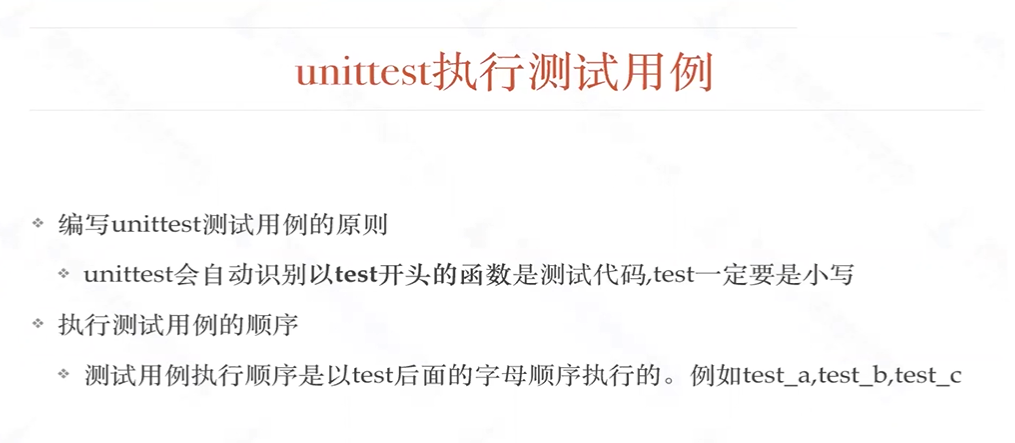 unittest执行测试用例
编写unittest测试用例的原则
unittest会自动识别以test开头的函数是测试代码,test一定要是小写
执行测试用例的顺序
测试用例执行顺序是以test后面的字母顺序执行的。例如test_a,test_b,test_c